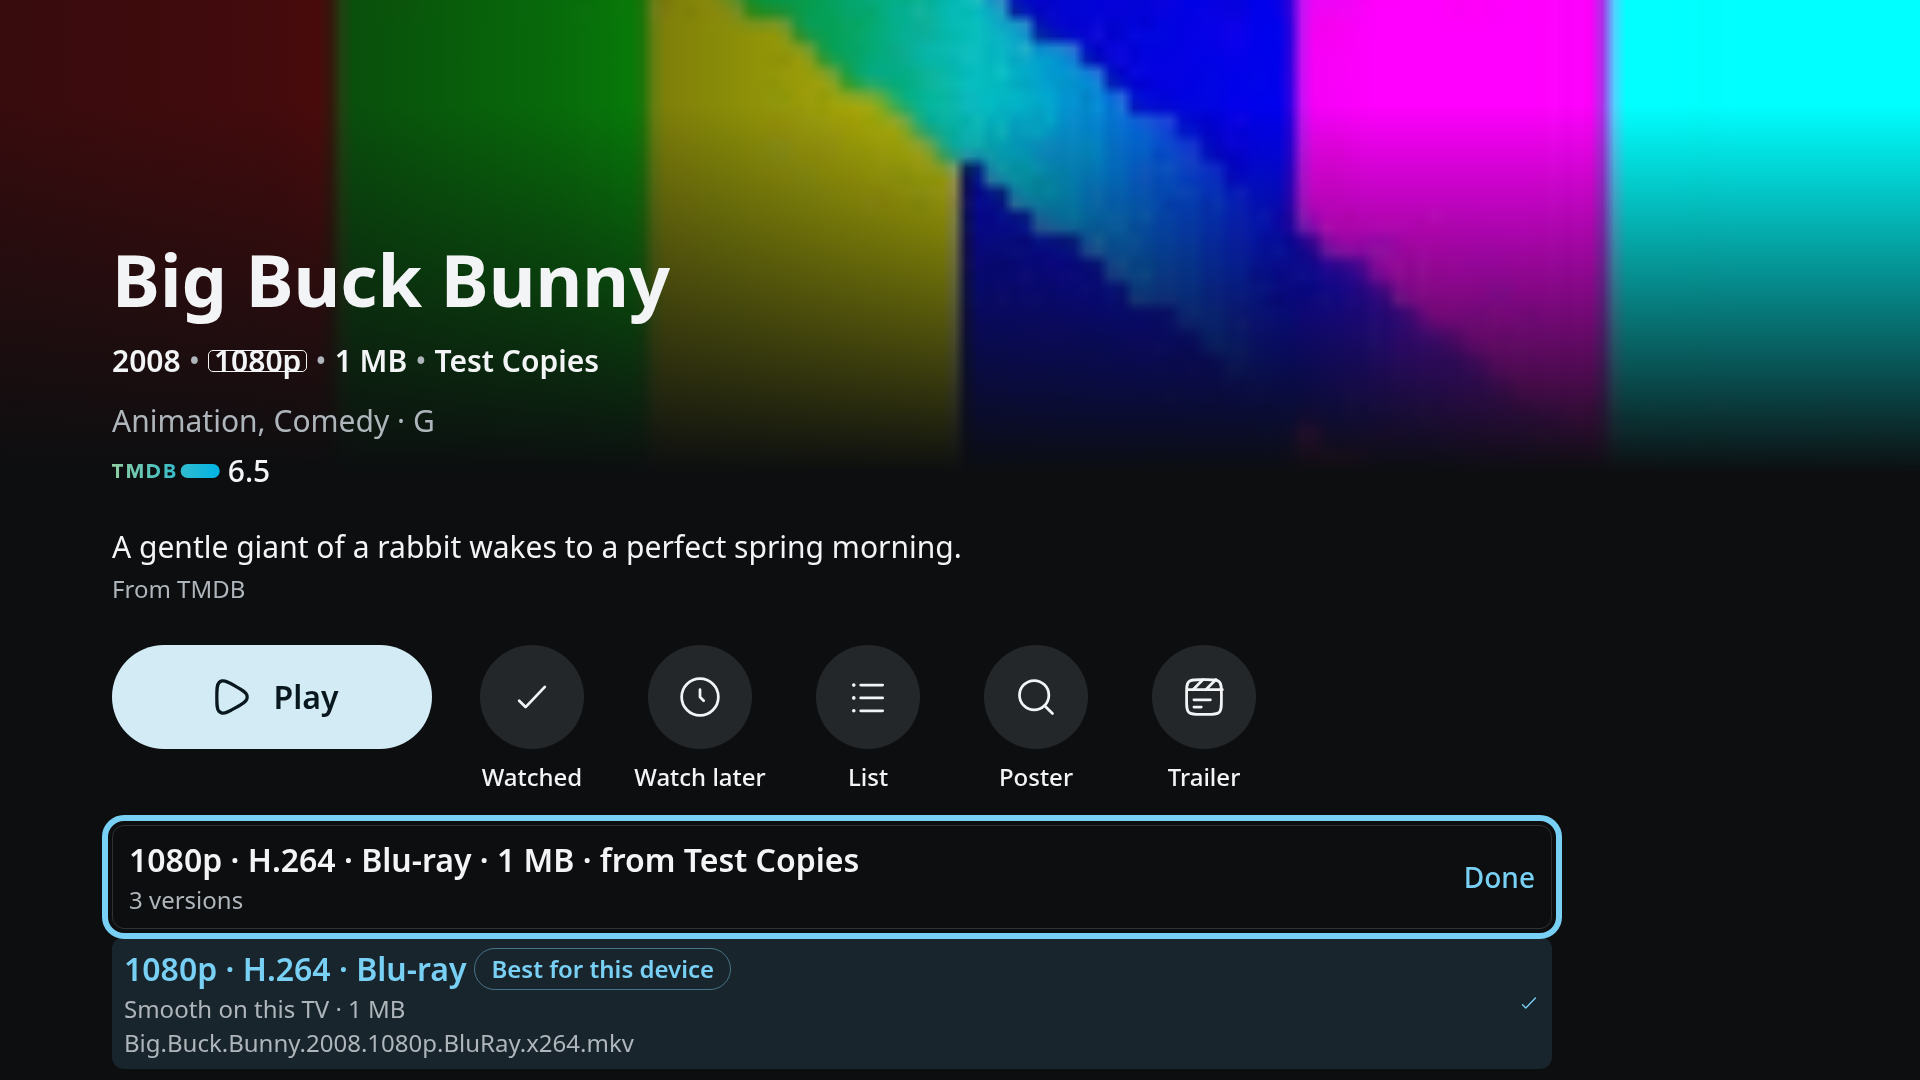 Big Buck Bunny
2008 • 1080p • 1 MB • Test Copies
Animation, Comedy · G
TMDB 6.5
A gentle giant of a rabbit wakes to a perfect spring morning.
From TMDB
Play
Watched
Watch later
List
Poster
Trailer
1080p · H.264 · Blu-ray · 1 MB · from Test Copies
3 versions
Done
1080p · H.264 · Blu-ray Best for this device
Smooth on this TV · 1 MB
Big.Buck.Bunny.2008.1080p.BluRay.x264.mkv